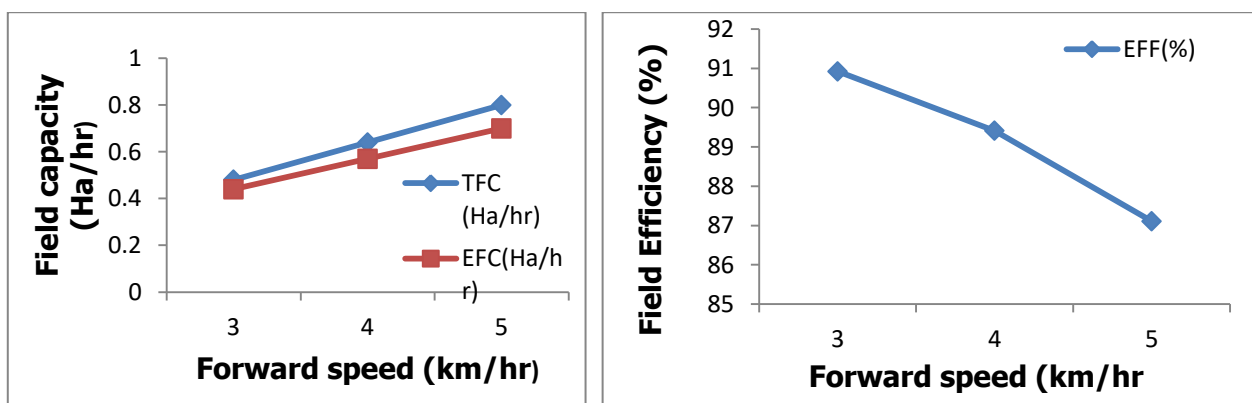 Field capacity
(Ha/hr)
1
0.8
0.6
0.4
0.2
0
TFC
(Ha/hr)
EFC(Ha/h
r)
3 4 5
Forward speed (km/hr)
Field Efficiency (%)
92
91
90
89
88
87
86
85
EFF(%)
3 4 5
Forward speed (km/hr